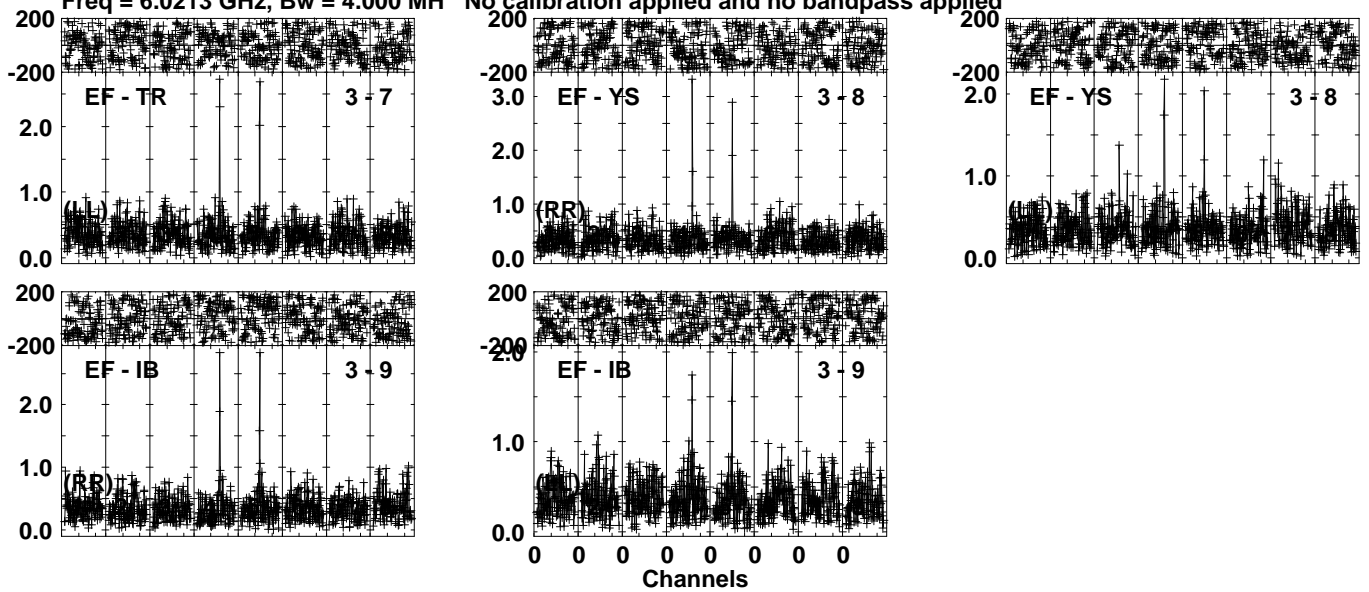 Freq = 6.0213 GHz, Bw = 4.000 MH No calibration applied and no bandpass applied
200 200 200
-200 -200 -200
EF - TR 3 - 7 EF - YS 3 - 8 EF - YS 3 - 8
3.0 2.0
2.0 2.0
1.0 1.0 1.0
(LL) (RR)
0.0 0.0 0.0
200 200
-200 -200
2.0
EF - IB 3 - 9 EF - IB 3 - 9
2.0
1.0 1.0
(RR)
0.0 0.0
0 0 0 0 0 0 0 0
Channels